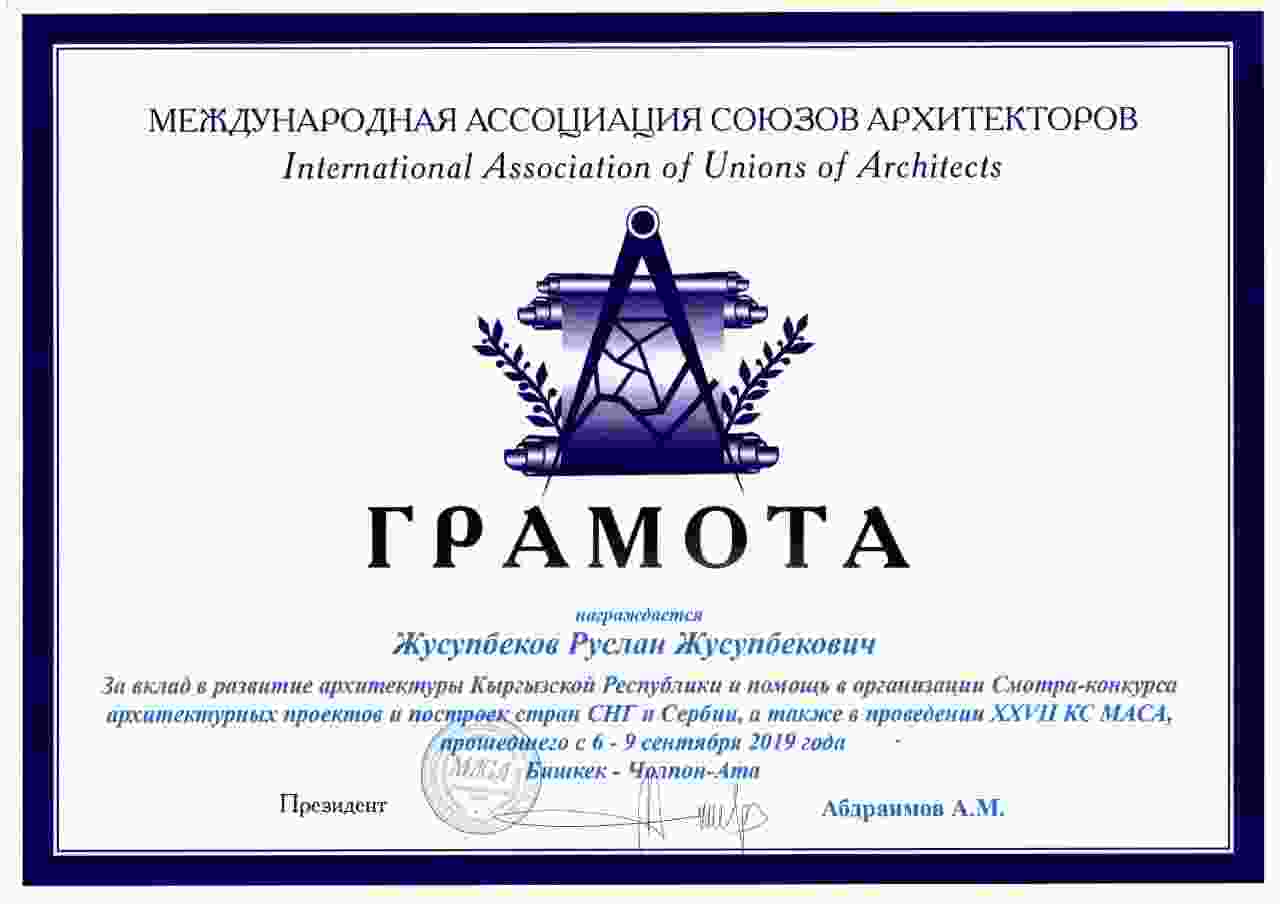 МЕЖДУНАРОДНАЯ АССОЦИАЦИЯ СОЮЗОВ АРХИТЕКТОРОВ
International Association of Unions of Architects
ГРАМОТА
награждается
Жусупбеков Руслан Жусупбекович
За вклад в развитие архитектуры Кыргызской Республики и помощь в организации Смотра-конкурса
архитектурных проектов и построек стран СНГ и Сербии, а также в проведении XXVII КС МАСА,
прошедшего с 6 - 9 сентября 2019 года
Бишкек - Чолпон-Ата
МАСА
Президент
Абдраимов А.М.